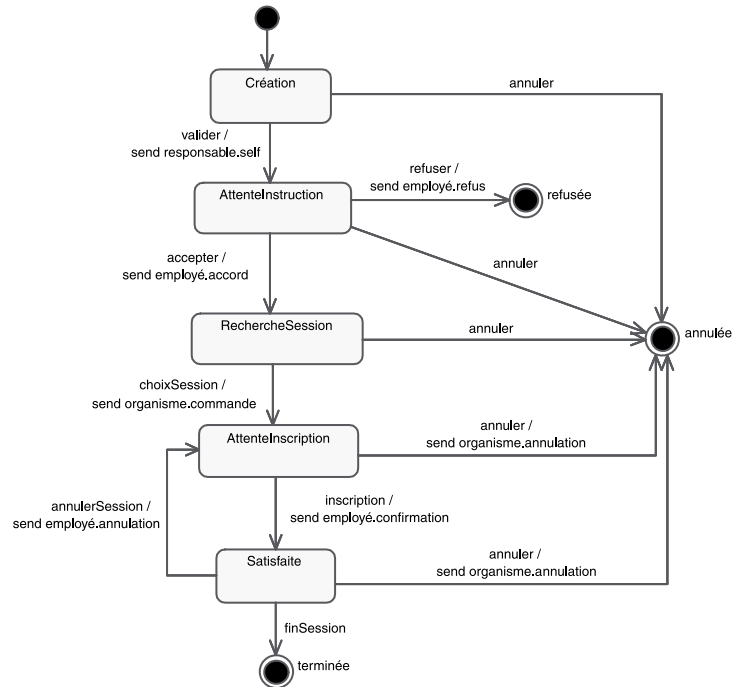 Création
annuler
valider /
send responsable.self
refuser /
send employé.refus
AttenteInstruction
refusée
accepter /
send employé.accord
annuler
RechercheSession
annuler
annulée
choixSession /
send organisme.commande
AttenteInscription
annuler /
send organisme.annulation
annulerSession /
send employé.annulation
inscription /
send employé.confirmation
Satisfaite
annuler /
send organisme.annulation
finSession
terminée